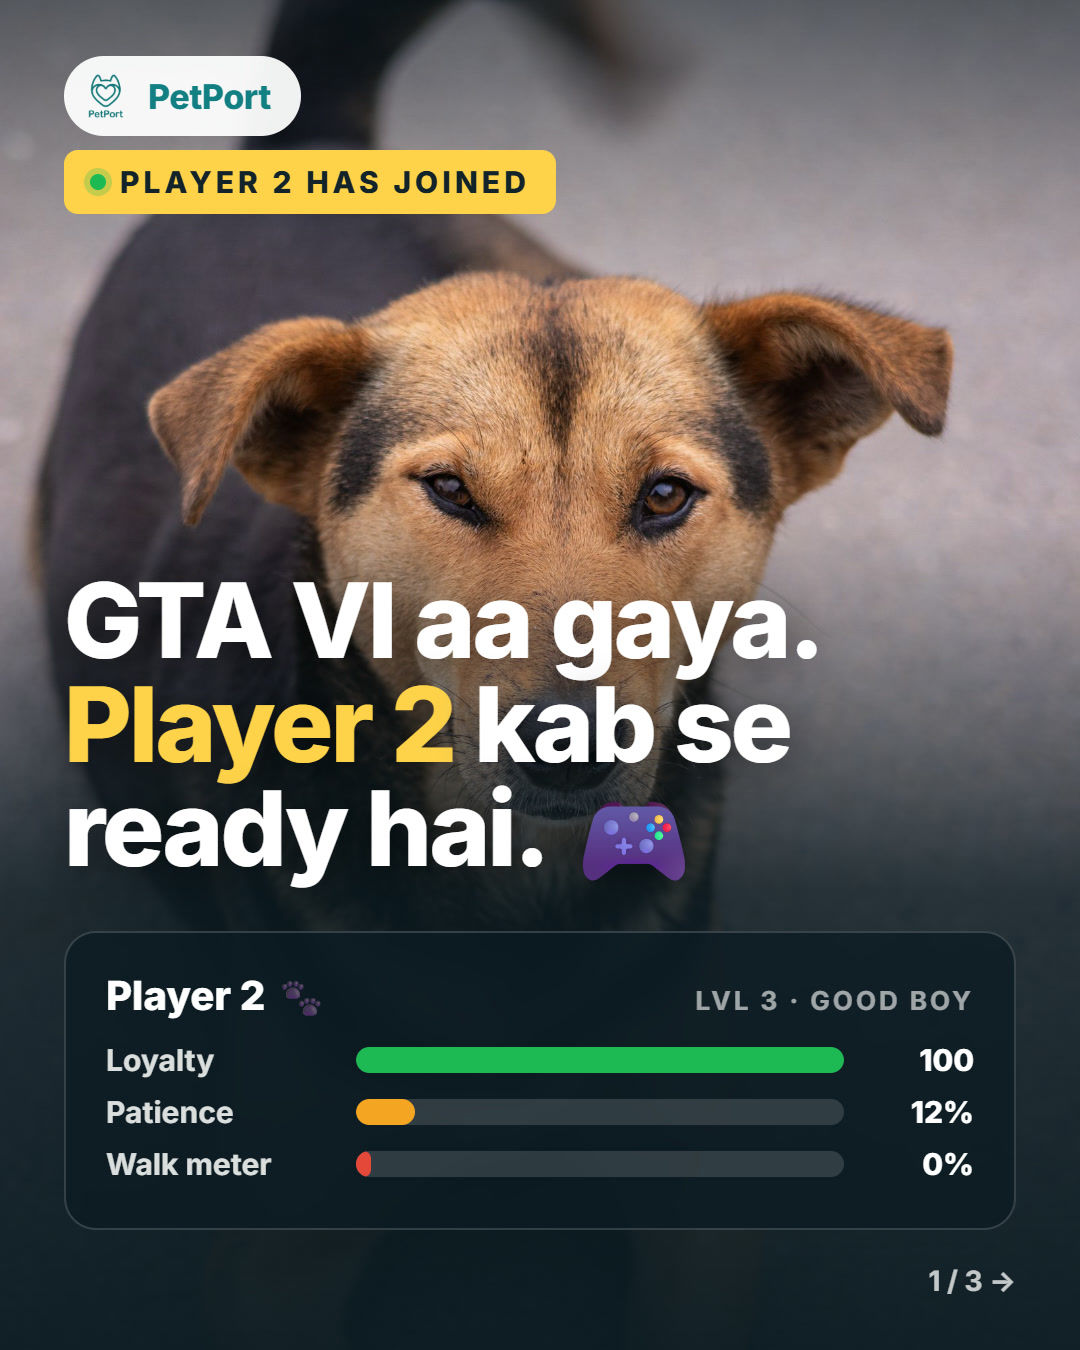 PetPort
PetPort
PLAYER 2 HAS JOINED
GTA VI aa gaya.
Player 2 kab se
ready hai.
Player 2
LVL 3 · GOOD BOY
Loyalty 100
Patience 12%
Walk meter 0%
1 / 3 →